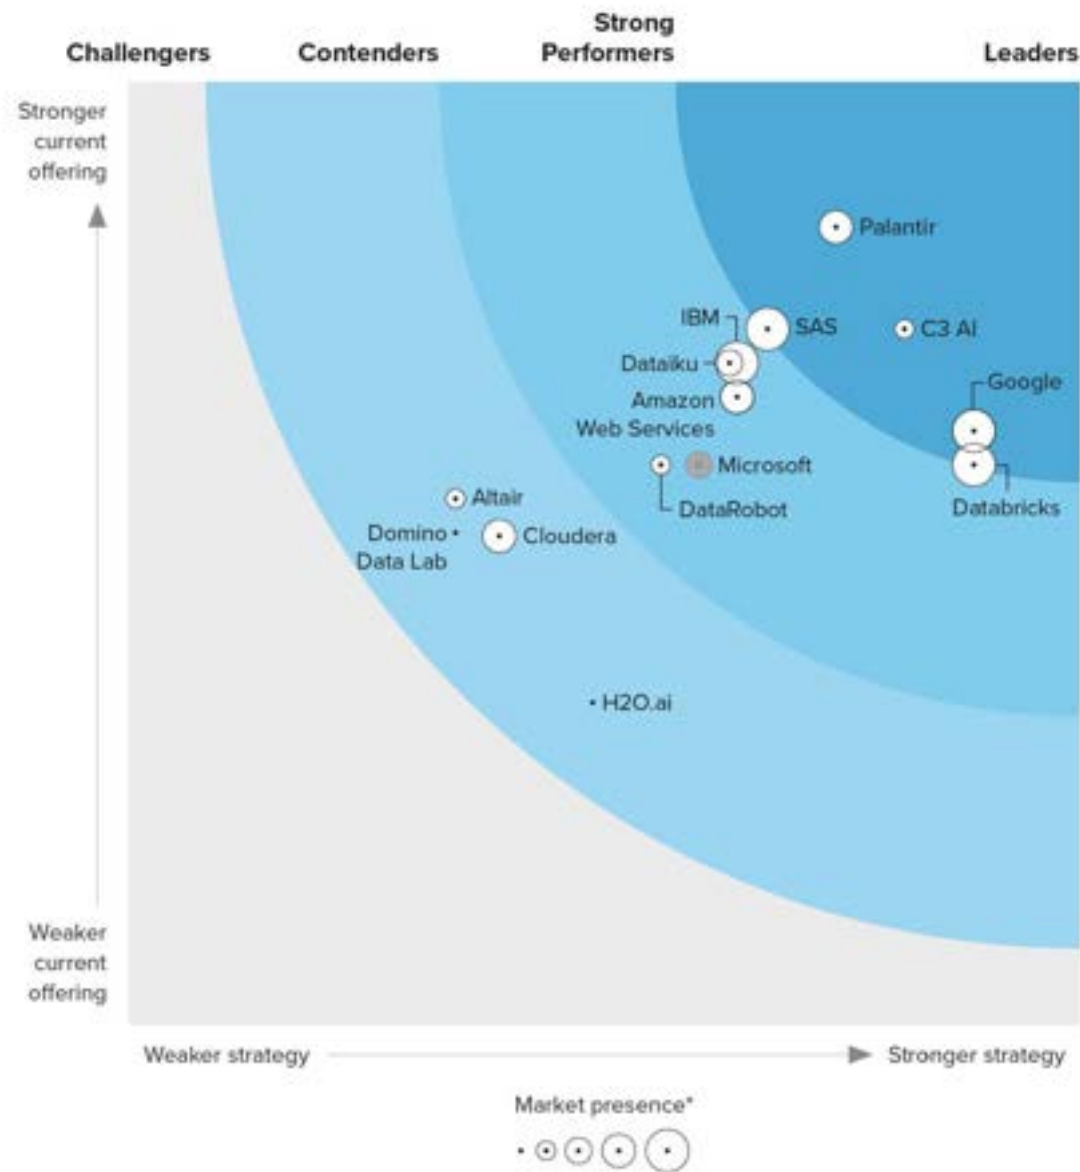 Challengers
Contenders
Strong
Performers
Leaders
Stronger
current
offering
Palantir
IBM
SAS
C3 AI
Dataiku
Google
Amazon
Web Services
Microsoft
DataRobot
Databricks
Altair
Domino
Data Lab
Cloudera
H2O.ai
Weaker
current
offering
Weaker strategy
Stronger strategy
Market presence*